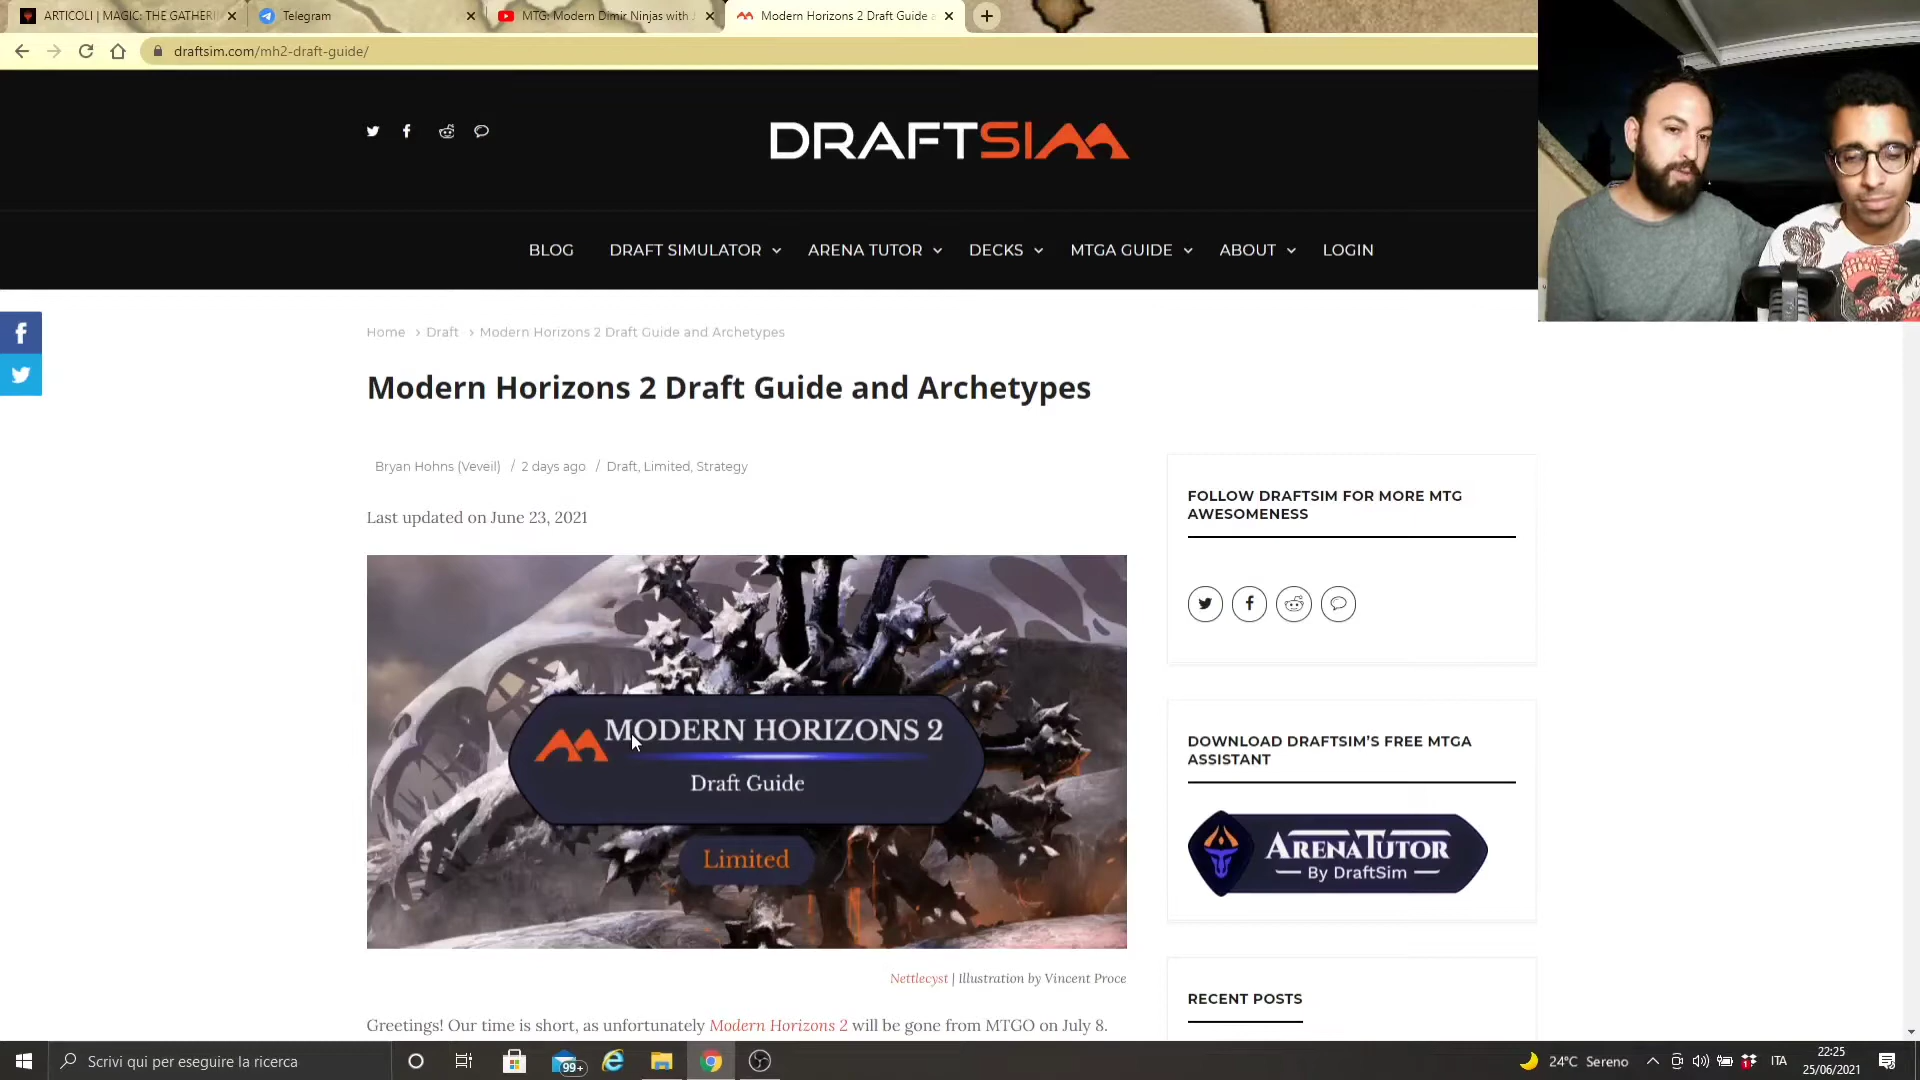 ARTICOLI | MAGIC: THE GATHERI
Telegram
MTG: Modern Dimir Ninjas with
Modern Horizons 2 Draft Guide a
draftsim.com/mh2-draft-guide/
DRAFTSIM
BLOG DRAFT SIMULATOR ARENA TUTOR DECKS MTGA GUIDE ABOUT LOGIN
Home > Draft > Modern Horizons 2 Draft Guide and Archetypes
Modern Horizons 2 Draft Guide and Archetypes
Bryan Hohns (Veveil) / 2 days ago / Draft, Limited, Strategy
Last updated on June 23, 2021
MODERN HORIZONS 2
Draft Guide
Limited
Nettlecyst | Illustration by Vincent Proce
Greetings! Our time is short, as unfortunately Modern Horizons 2 will be gone from MTGO on July 8.
FOLLOW DRAFTSIM FOR MORE MTG
AWESOMENESS
DOWNLOAD DRAFTSIM'S FREE MTGA
ASSISTANT
ARENATUTOR
By DraftSim
RECENT POSTS
Scrivi qui per eseguire la ricerca
99+
24°C Sereno
ITA
22:25
25/06/2021